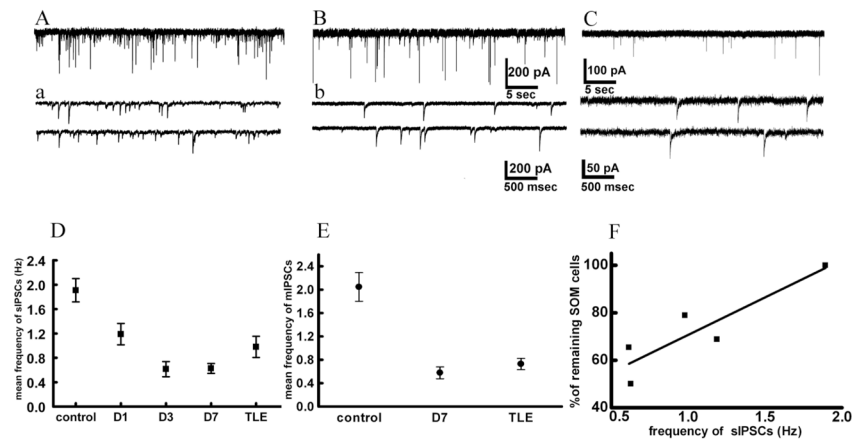 A
B
C
200 pA
5 sec
100 pA
5 sec
a
b
200 pA
500 msec
50 pA
500 msec
D
E
F
mean frequency of sIPSCs (Hz)
2.4
2.0
1.6
1.2
0.8
0.4
0.0
control D1 D3 D7 TLE
mean frequency of mIPSCs
2.4
2.0
1.6
1.2
0.8
0.4
0.0
control D7 TLE
%of remaining SOM cells
100
80
60
40
0.5 1.0 1.5 2.0
frequency of sIPSCs (Hz)